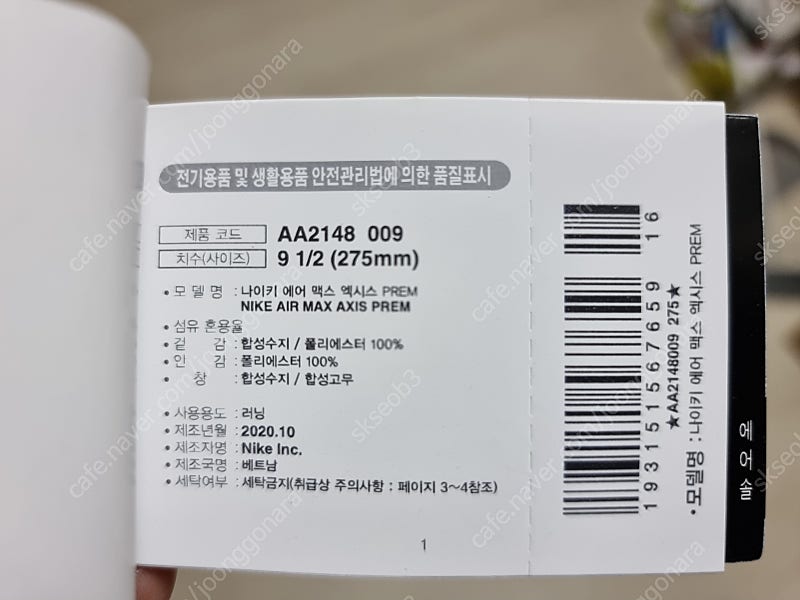 전기용품 및 생활용품 안전관리법에 의한 품질표시
제품 코드 AA2148 009
치수(사이즈) 9 1/2 (275mm)
• 모 델 명 : 나이키 에어 맥스 엑시스 PREM
NIKE AIR MAX AXIS PREM
• 섬유 혼용율
• 겉 감 : 합성수지 / 폴리에스터 100%
• 안 감 : 폴리에스터 100%
• 창 : 합성수지 / 합성고무
• 사용용도 : 러닝
• 제조년월 : 2020.10
• 제조자명 : Nike Inc.
• 제조국명 : 베트남
• 세탁여부 : 세탁금지(취급상 주의사항 : 페이지 3~4참조)
1
193151567659 16
★AA2148009 275★
• 모델명 : 나이키 에어 맥스 엑시스 PREM
에어솔
cafe.naver.com/joonggonara
skseob3